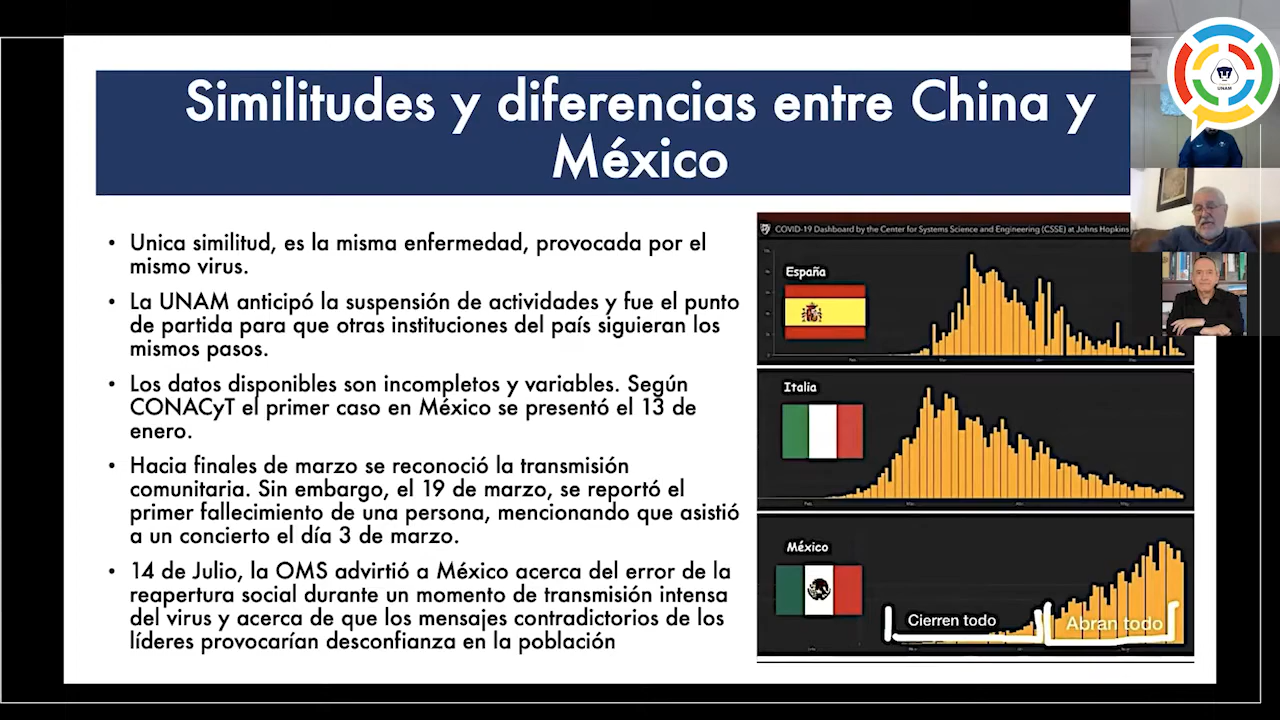 Similitudes y diferencias entre China y
México
• Unica similitud, es la misma enfermedad, provocada por el
mismo virus.
• La UNAM anticipó la suspensión de actividades y fue el punto
de partida para que otras instituciones del país siguieran los
mismos pasos.
• Los datos disponibles son incompletos y variables. Según
CONACyT el primer caso en México se presentó el 13 de
enero.
• Hacia finales de marzo se reconoció la transmisión
comunitaria. Sin embargo, el 19 de marzo, se reportó el
primer fallecimiento de una persona, mencionando que asistió
a un concierto el día 3 de marzo.
• 14 de Julio, la OMS advirtió a México acerca del error de la
reapertura social durante un momento de transmisión intensa
del virus y acerca de que los mensajes contradictorios de los
líderes provocarían desconfianza en la población
COVID-19 Dashboard by the Center for Systems Science and Engineering (CSSE) at Johns Hopkins
España
Italia
México
Cierren todo
Abran todo
UNAM